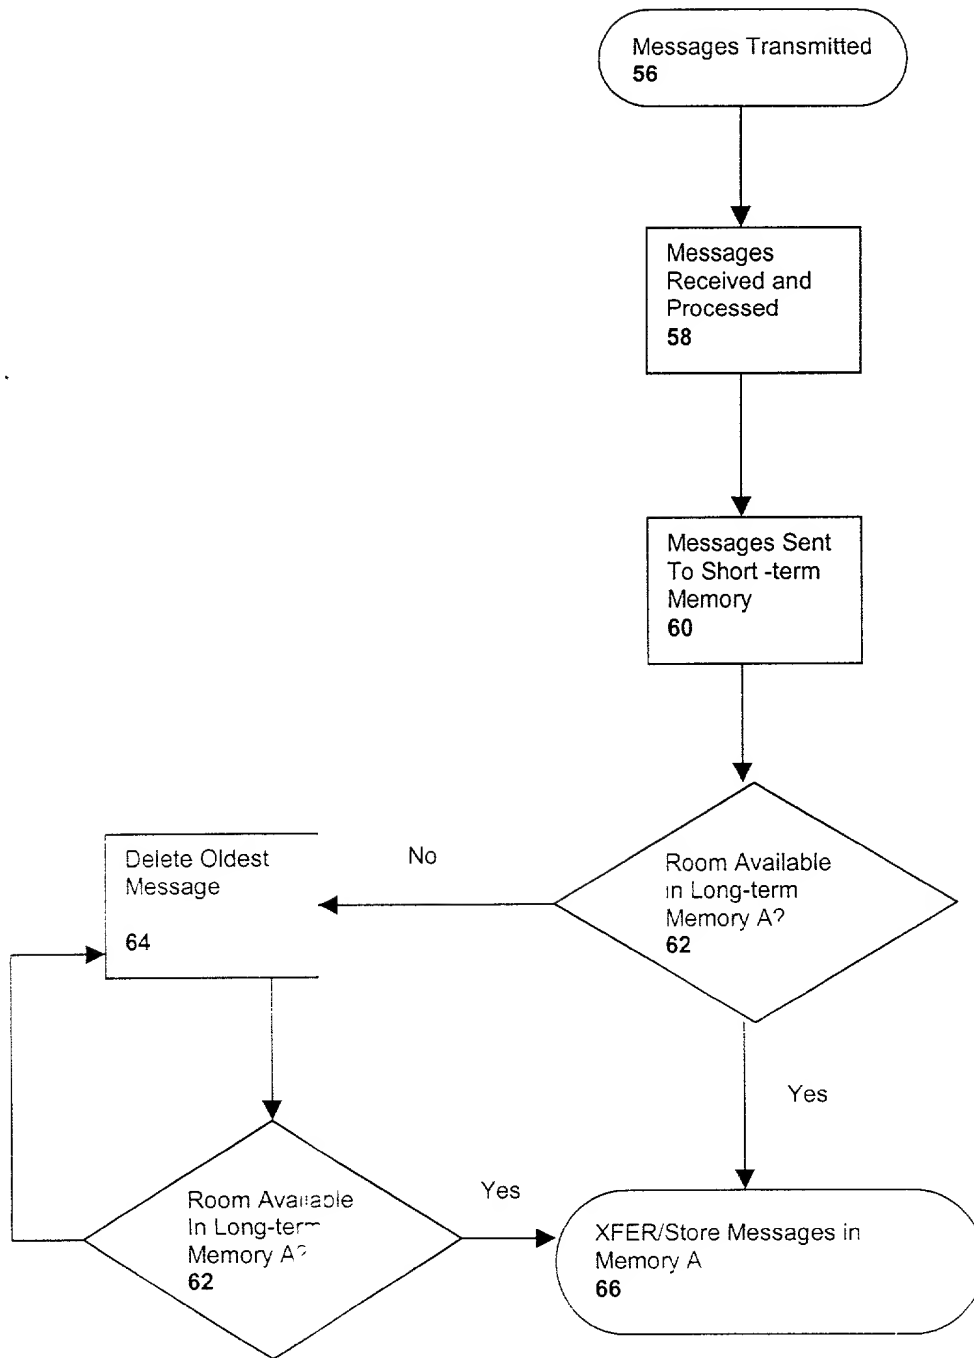 Messages Transmitted
56
Messages
Received and
Processed
58
Messages Sent
To Short -term
Memory
60
Room Available
in Long-term
Memory A?
62
No
Delete Oldest
Message
64
Yes
Room Available
In Long-term
Memory A?
62
Yes
XFER/Store Messages in
Memory A
66